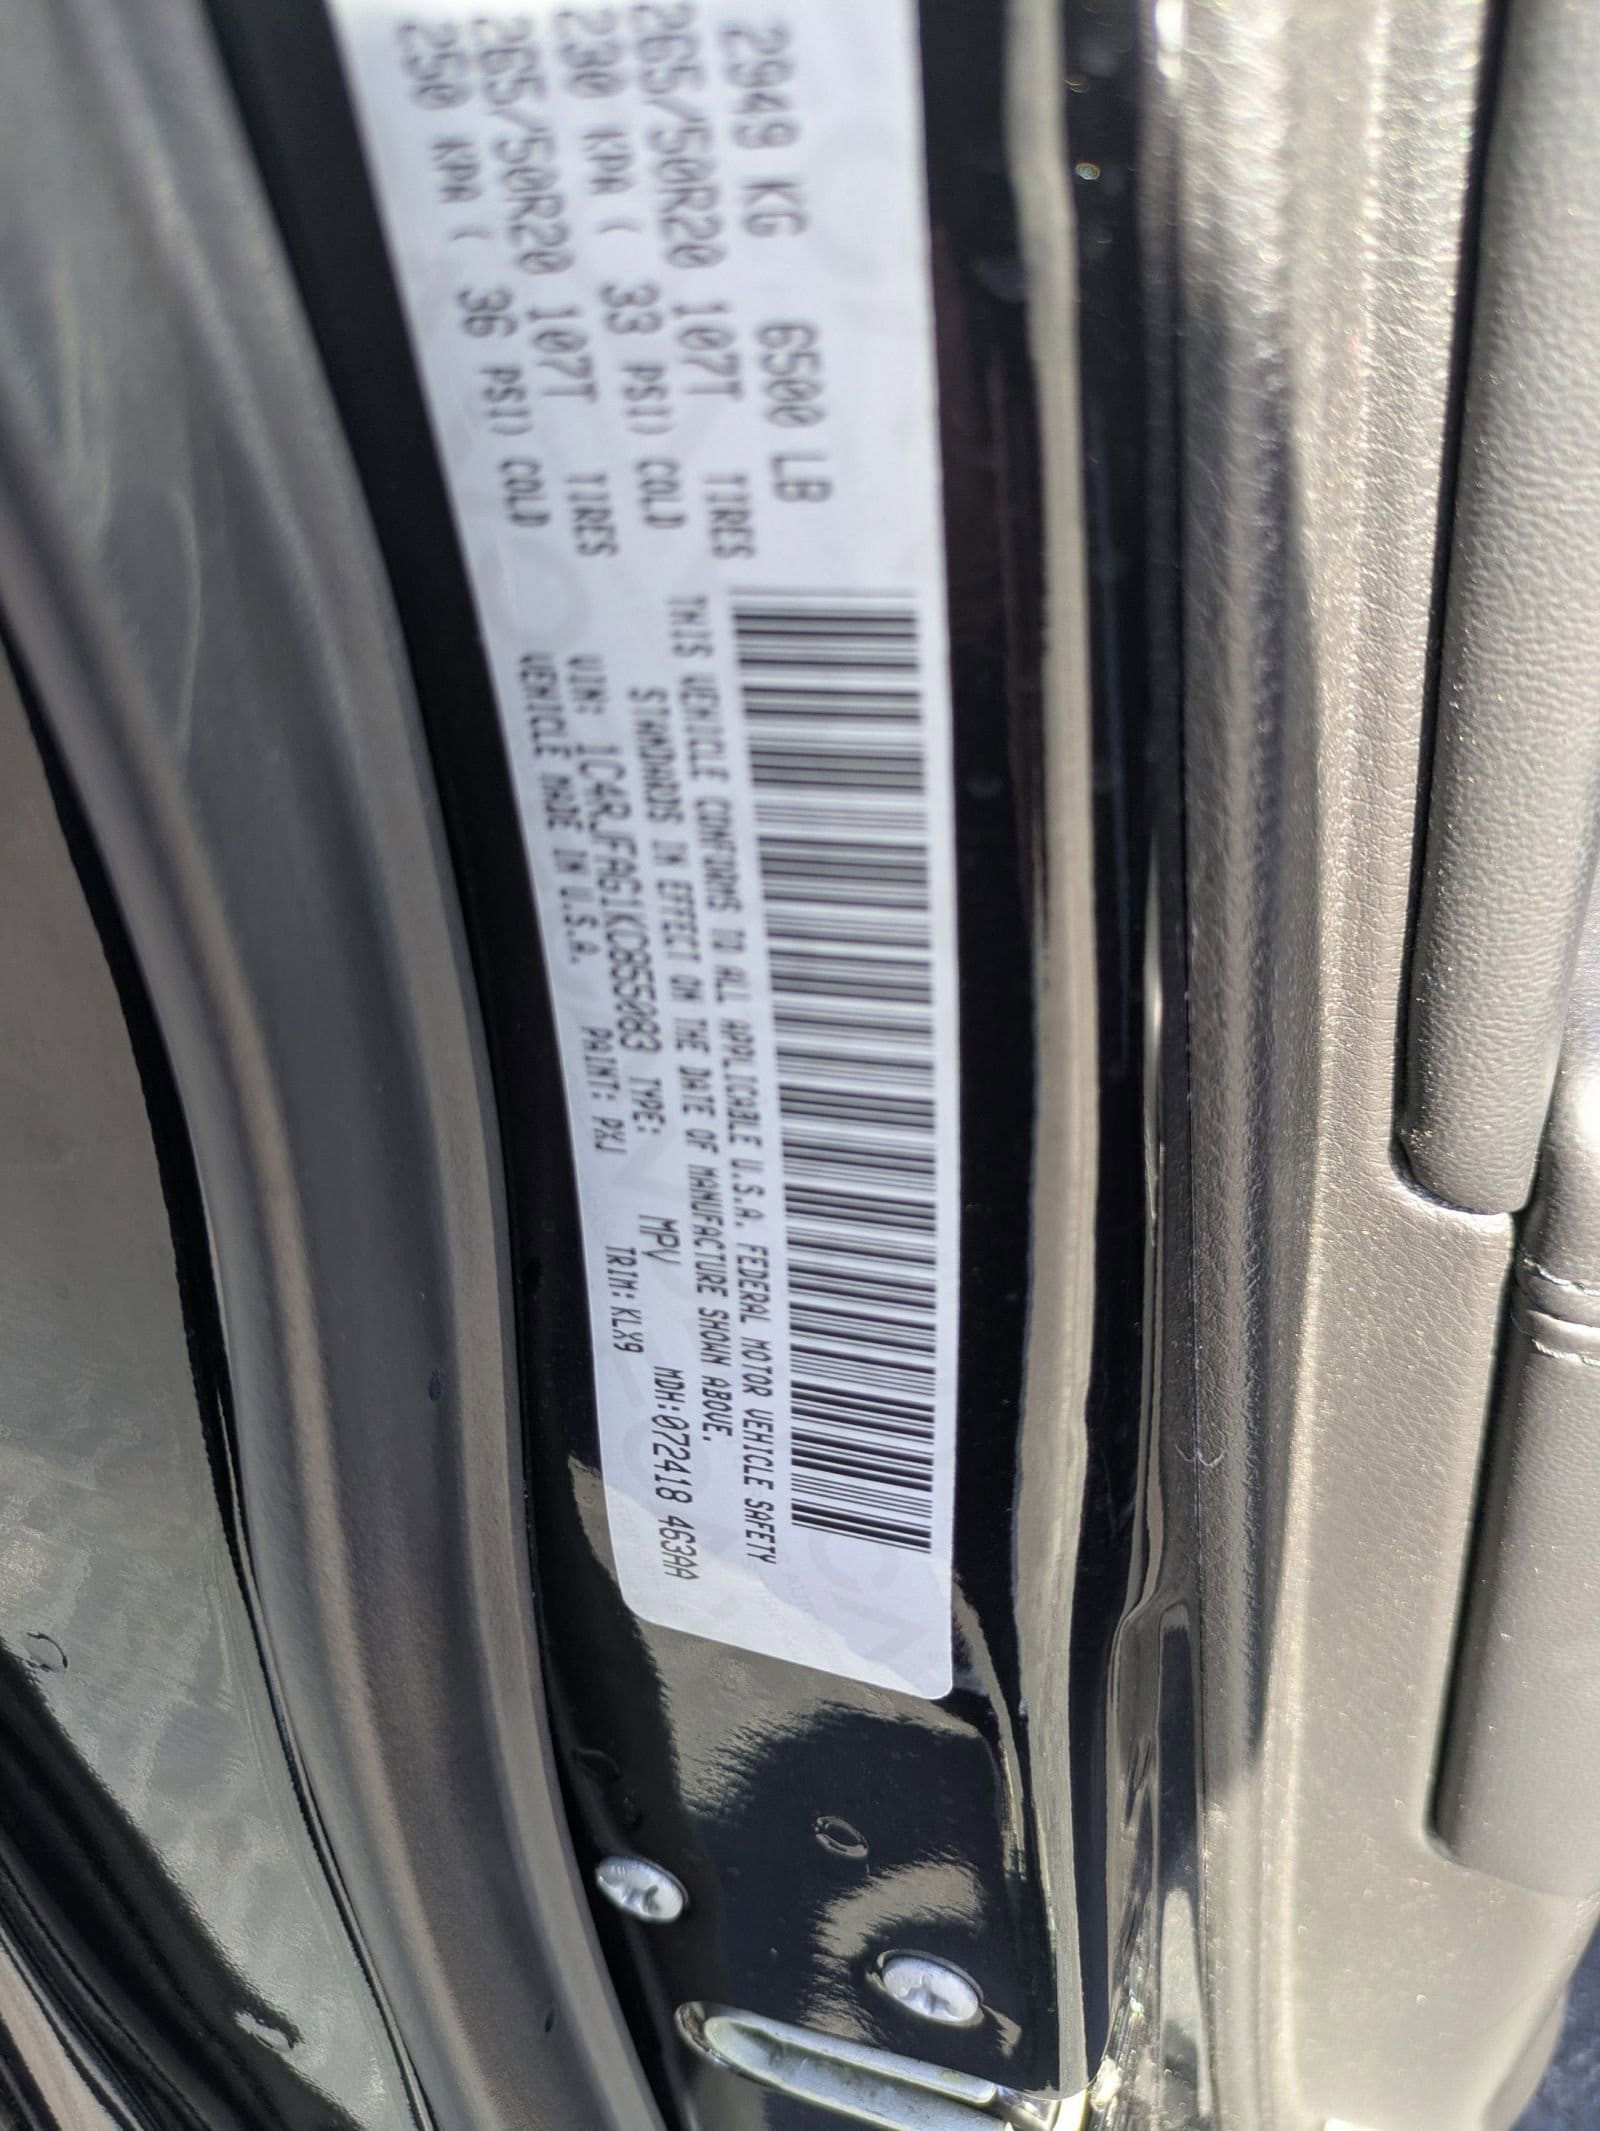 2949 KG 6500 LB
265/50R20 107T TIRES
230 KPA ( 33 PSI) COLD
265/50R20 107T TIRES
250 KPA ( 36 PSI) COLD
THIS VEHICLE CONFORMS TO ALL APPLICABLE U.S.A. FEDERAL MOTOR VEHICLE SAFETY
STANDARDS IN EFFECT ON THE DATE OF MANUFACTURE SHOWN ABOVE.
VIN: 1C4RJFAG1KC855083 TYPE: MPV MDH:072418 463AA
VEHICLE MADE IN U.S.A. PAINT: PXJ TRIM:KLX9